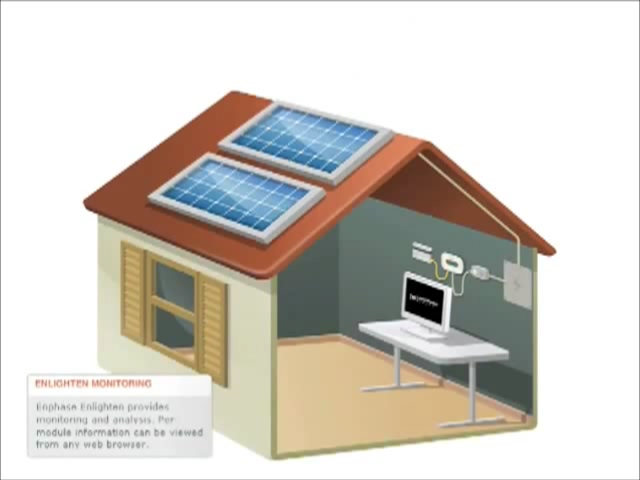 ENLIGHTEN MONITORING
Enphase Enlighten provides
monitoring and analysis. Per
module information can be viewed
from any web browser.